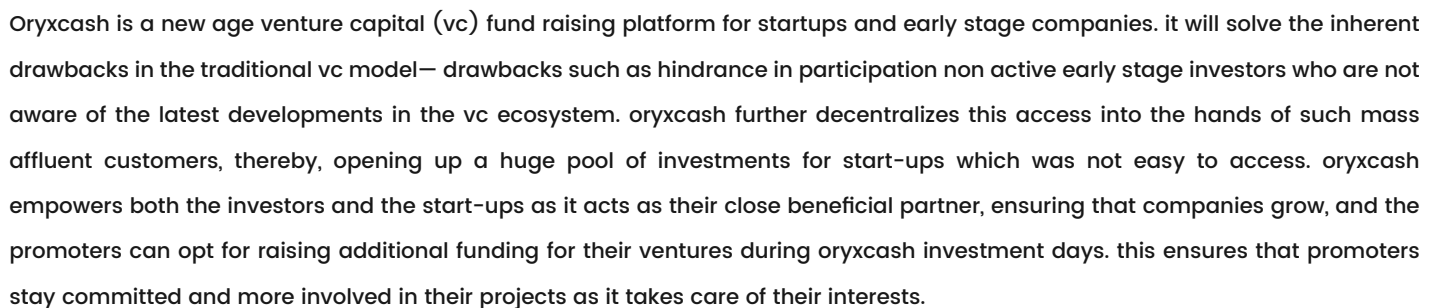 Oryxcash is a new age venture capital (vc) fund raising platform for startups and early stage companies. it will solve the inherent
drawbacks in the traditional vc model— drawbacks such as hindrance in participation non active early stage investors who are not
aware of the latest developments in the vc ecosystem. oryxcash further decentralizes this access into the hands of such mass
affluent customers, thereby, opening up a huge pool of investments for start-ups which was not easy to access. oryxcash
empowers both the investors and the start-ups as it acts as their close beneficial partner, ensuring that companies grow, and the
promoters can opt for raising additional funding for their ventures during oryxcash investment days. this ensures that promoters
stay committed and more involved in their projects as it takes care of their interests.